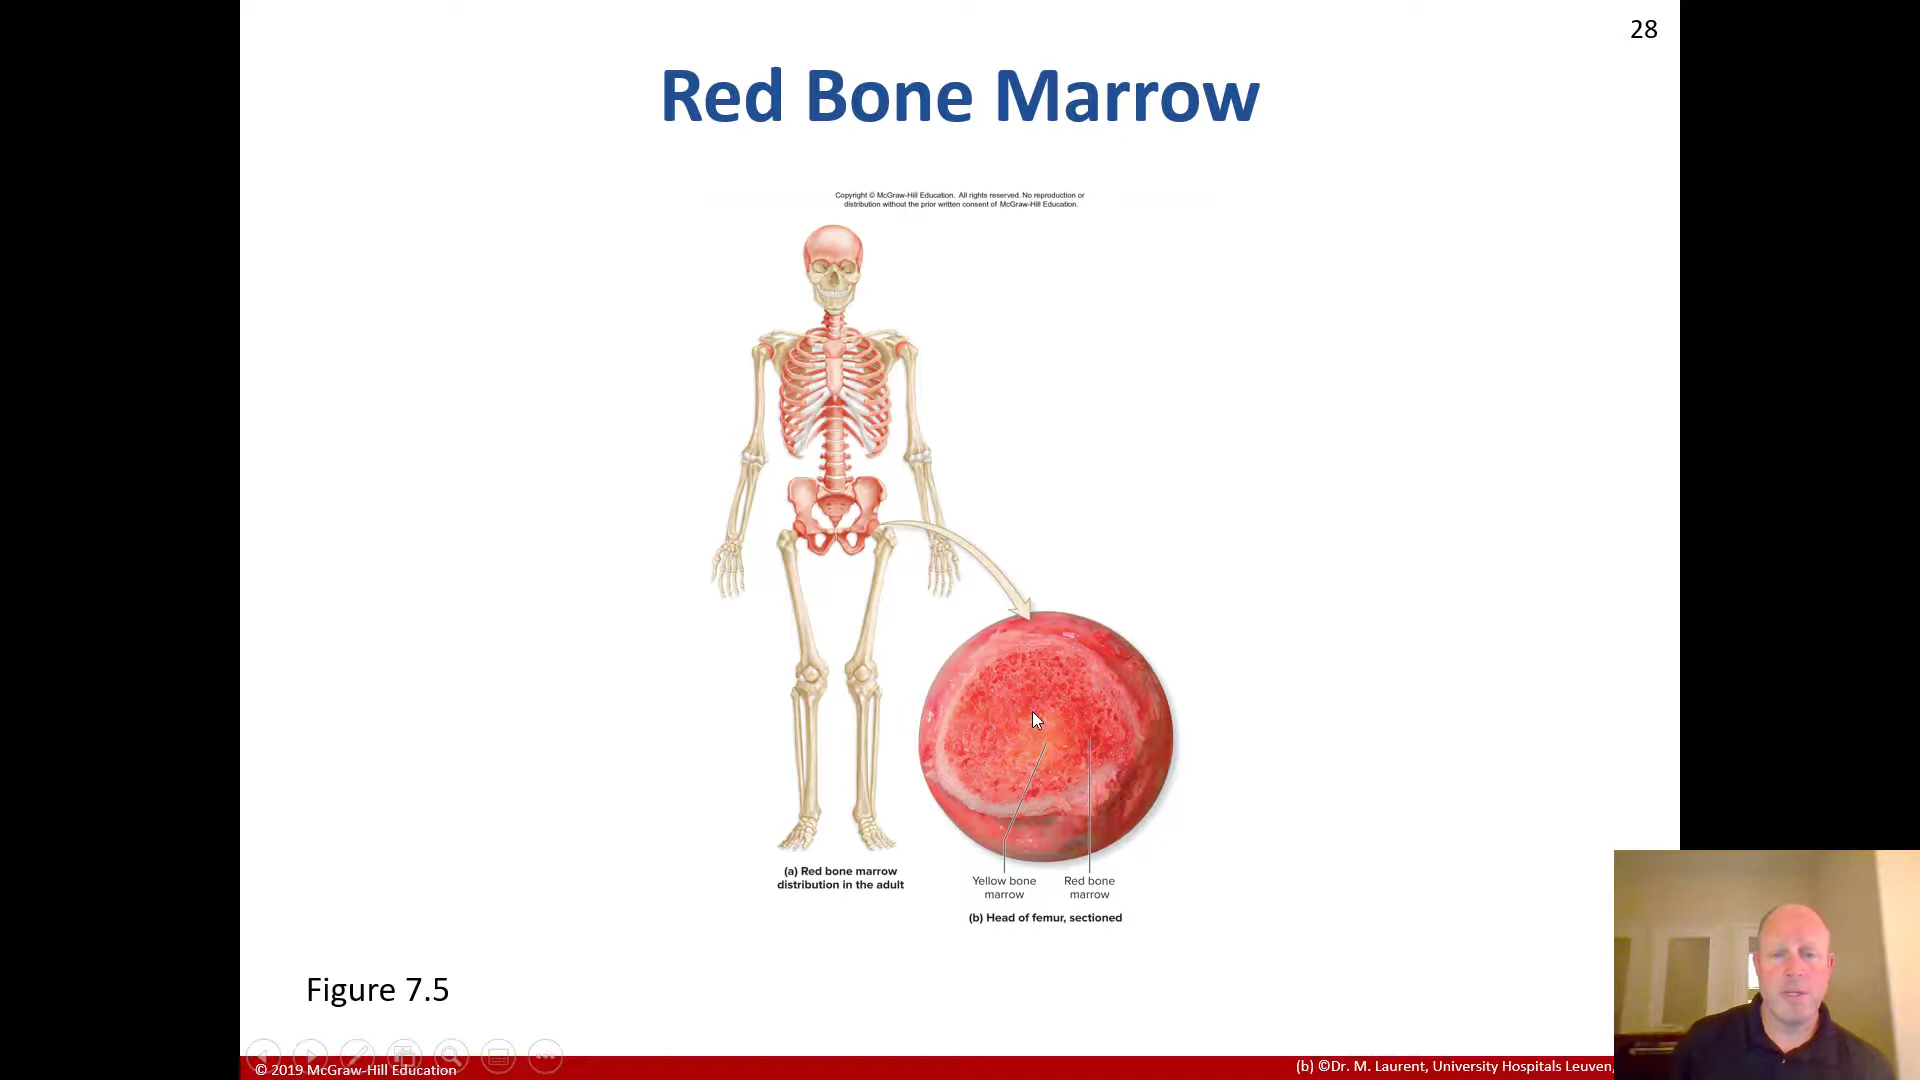 28
Red Bone Marrow
Copyright © McGraw-Hill Education. All rights reserved. No reproduction or
distribution without the prior written consent of McGraw-Hill Education.
(a) Red bone marrow
distribution in the adult
Yellow bone
marrow
Red bone
marrow
(b) Head of femur, sectioned
Figure 7.5
© 2019 McGraw-Hill Education
(b) ©Dr. M. Laurent, University Hospitals Leuven,